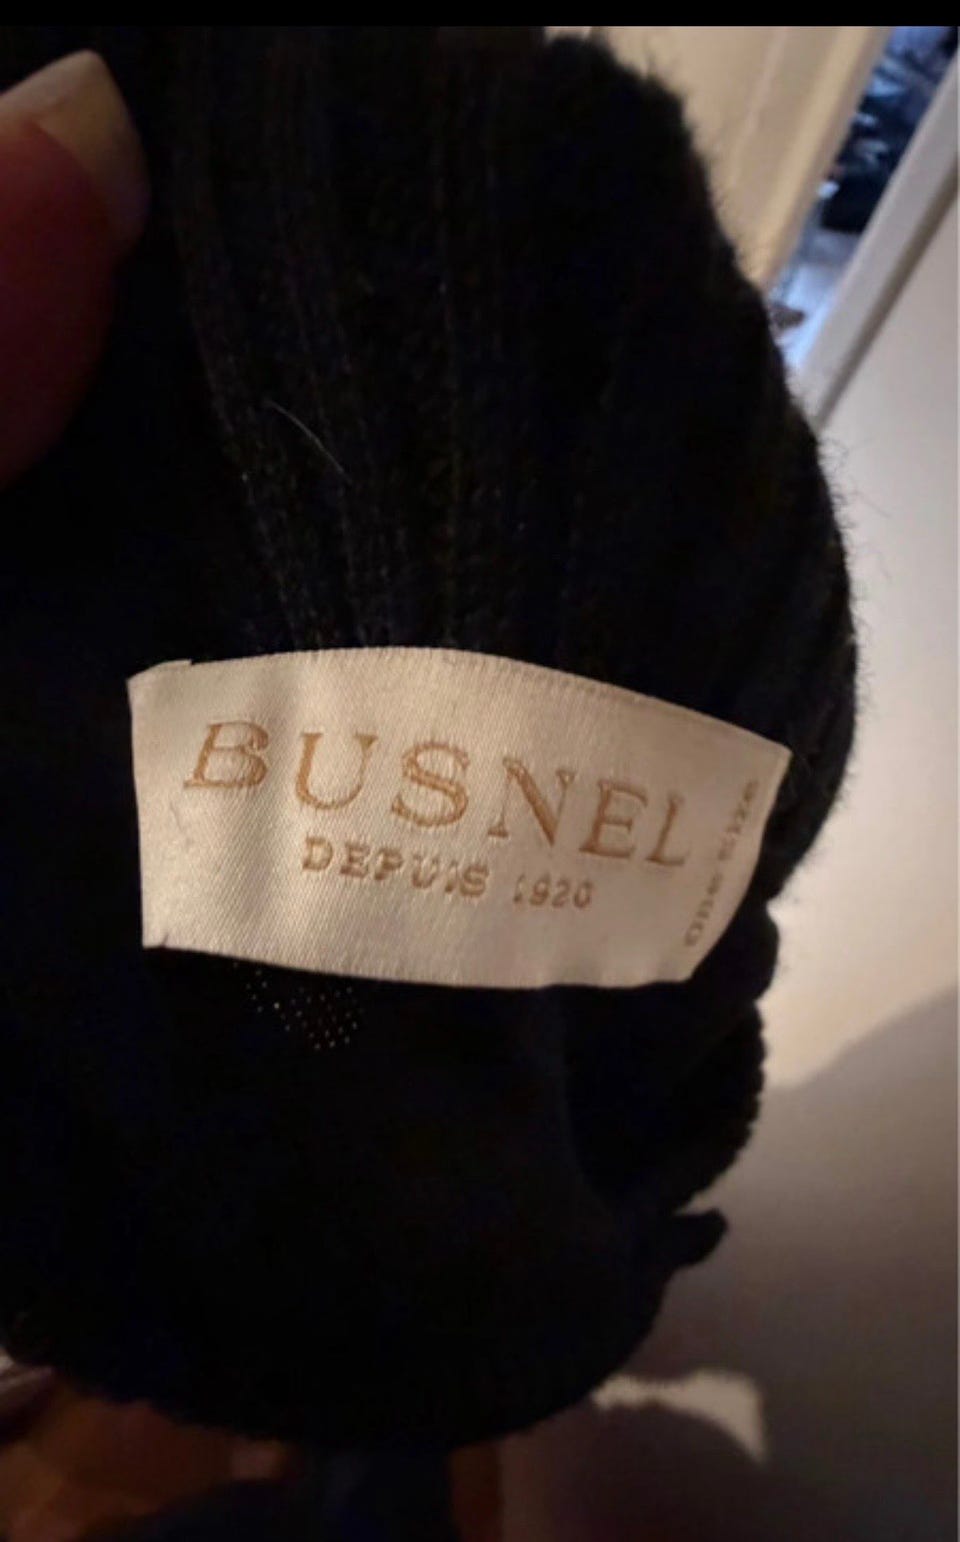 BUSNEL
DEPUIS 1920
One Size